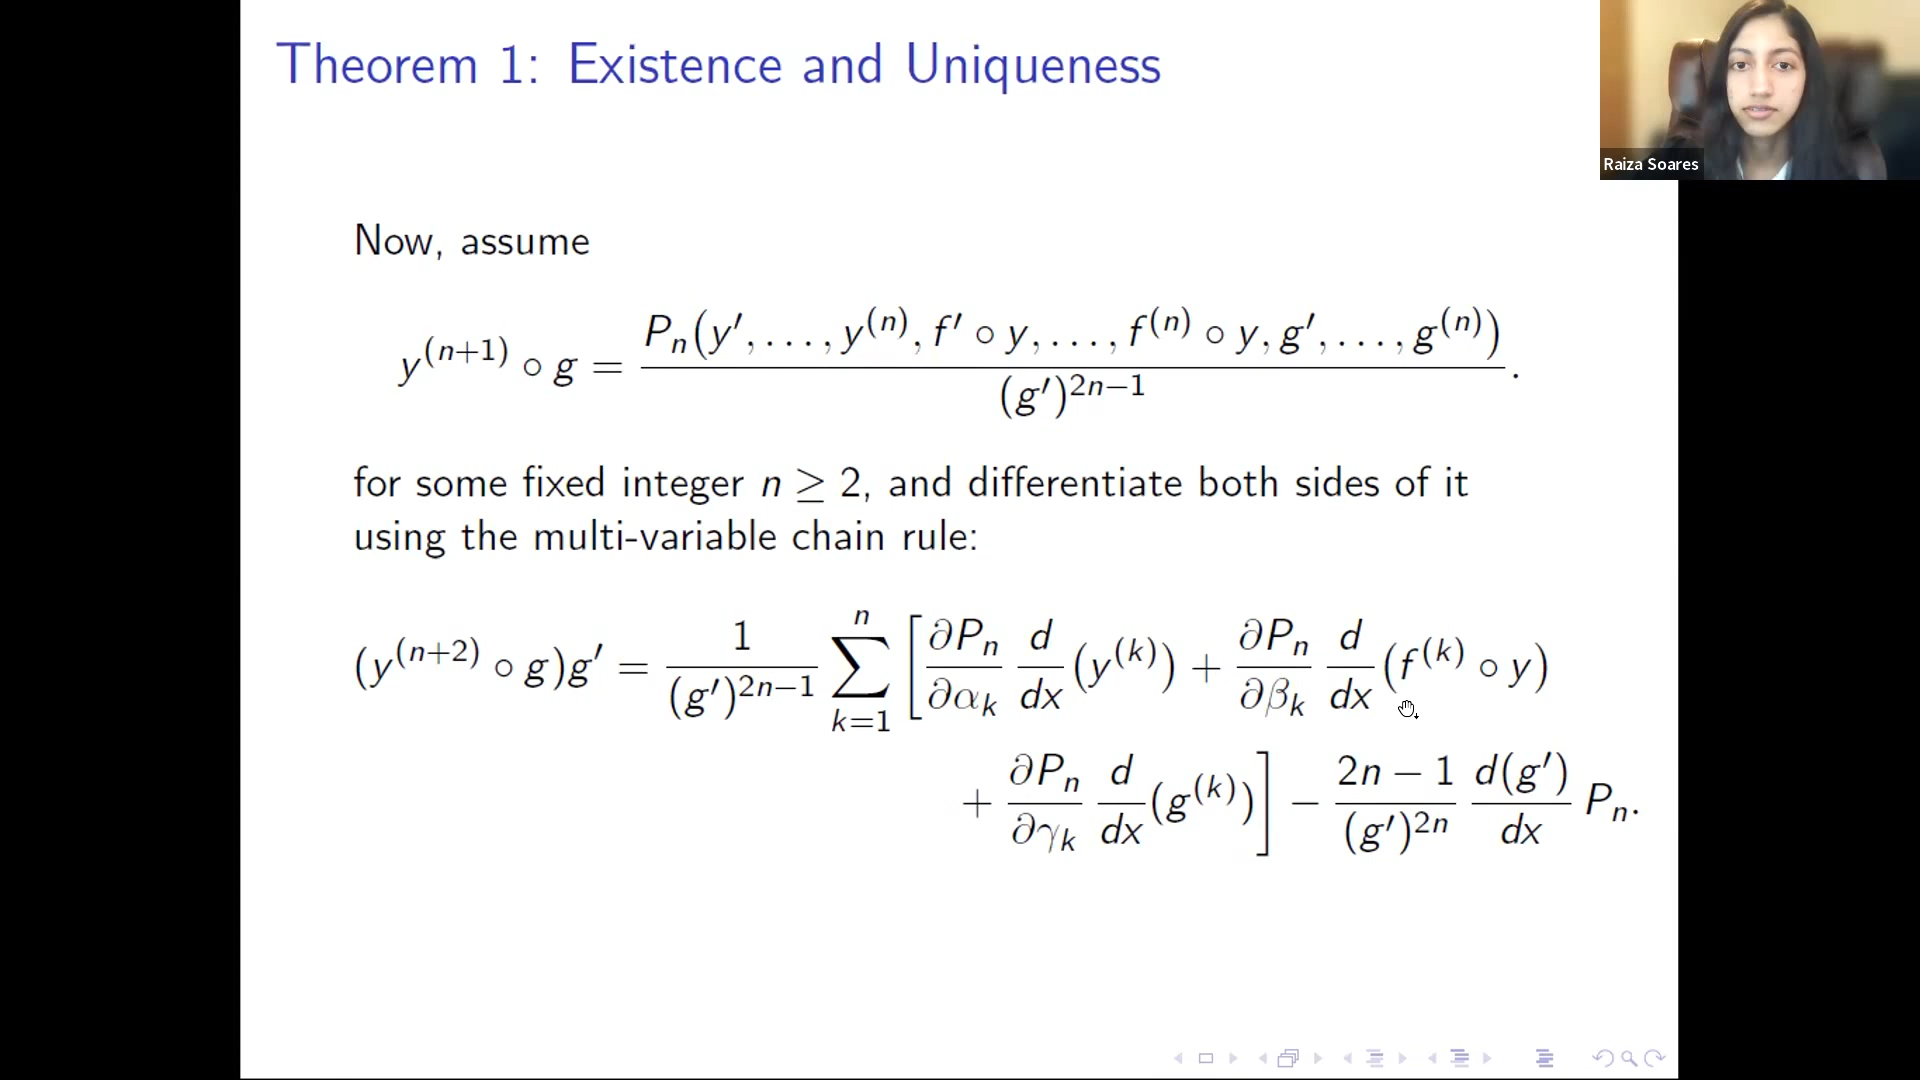 Theorem 1: Existence and Uniqueness
Raiza Soares
Now, assume
y^{(n+1)} ∘ g = P_n(y′, . . . , y^{(n)}, f′ ∘ y, . . . , f^{(n)} ∘ y, g′, . . . , g^{(n)}) / (g′)^{2n−1} .
for some fixed integer n ≥ 2, and differentiate both sides of it
using the multi-variable chain rule:
(y^{(n+2)} ∘ g)g′ = 1/(g′)^{2n−1} ∑_{k=1}^{n} [ ∂P_n/∂α_k d/dx (y^{(k)}) + ∂P_n/∂β_k d/dx (f^{(k)} ∘ y)
+ ∂P_n/∂γ_k d/dx (g^{(k)}) ] − (2n − 1)/(g′)^{2n} d(g′)/dx P_n.